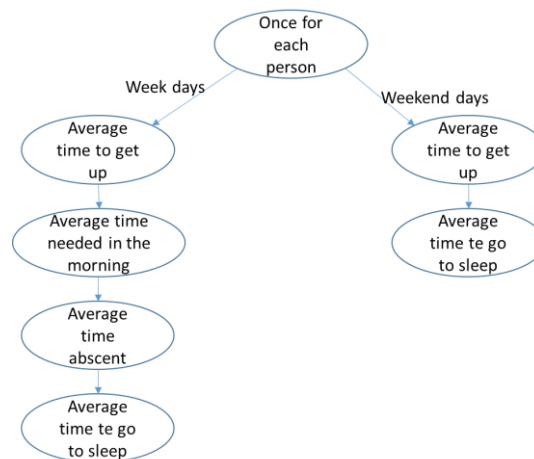 Once for
each
person
Week days
Weekend days
Average
time to get
up
Average
time to get
up
Average time
needed in the
morning
Average
time te go
to sleep
Average
time
abscent
Average
time te go
to sleep